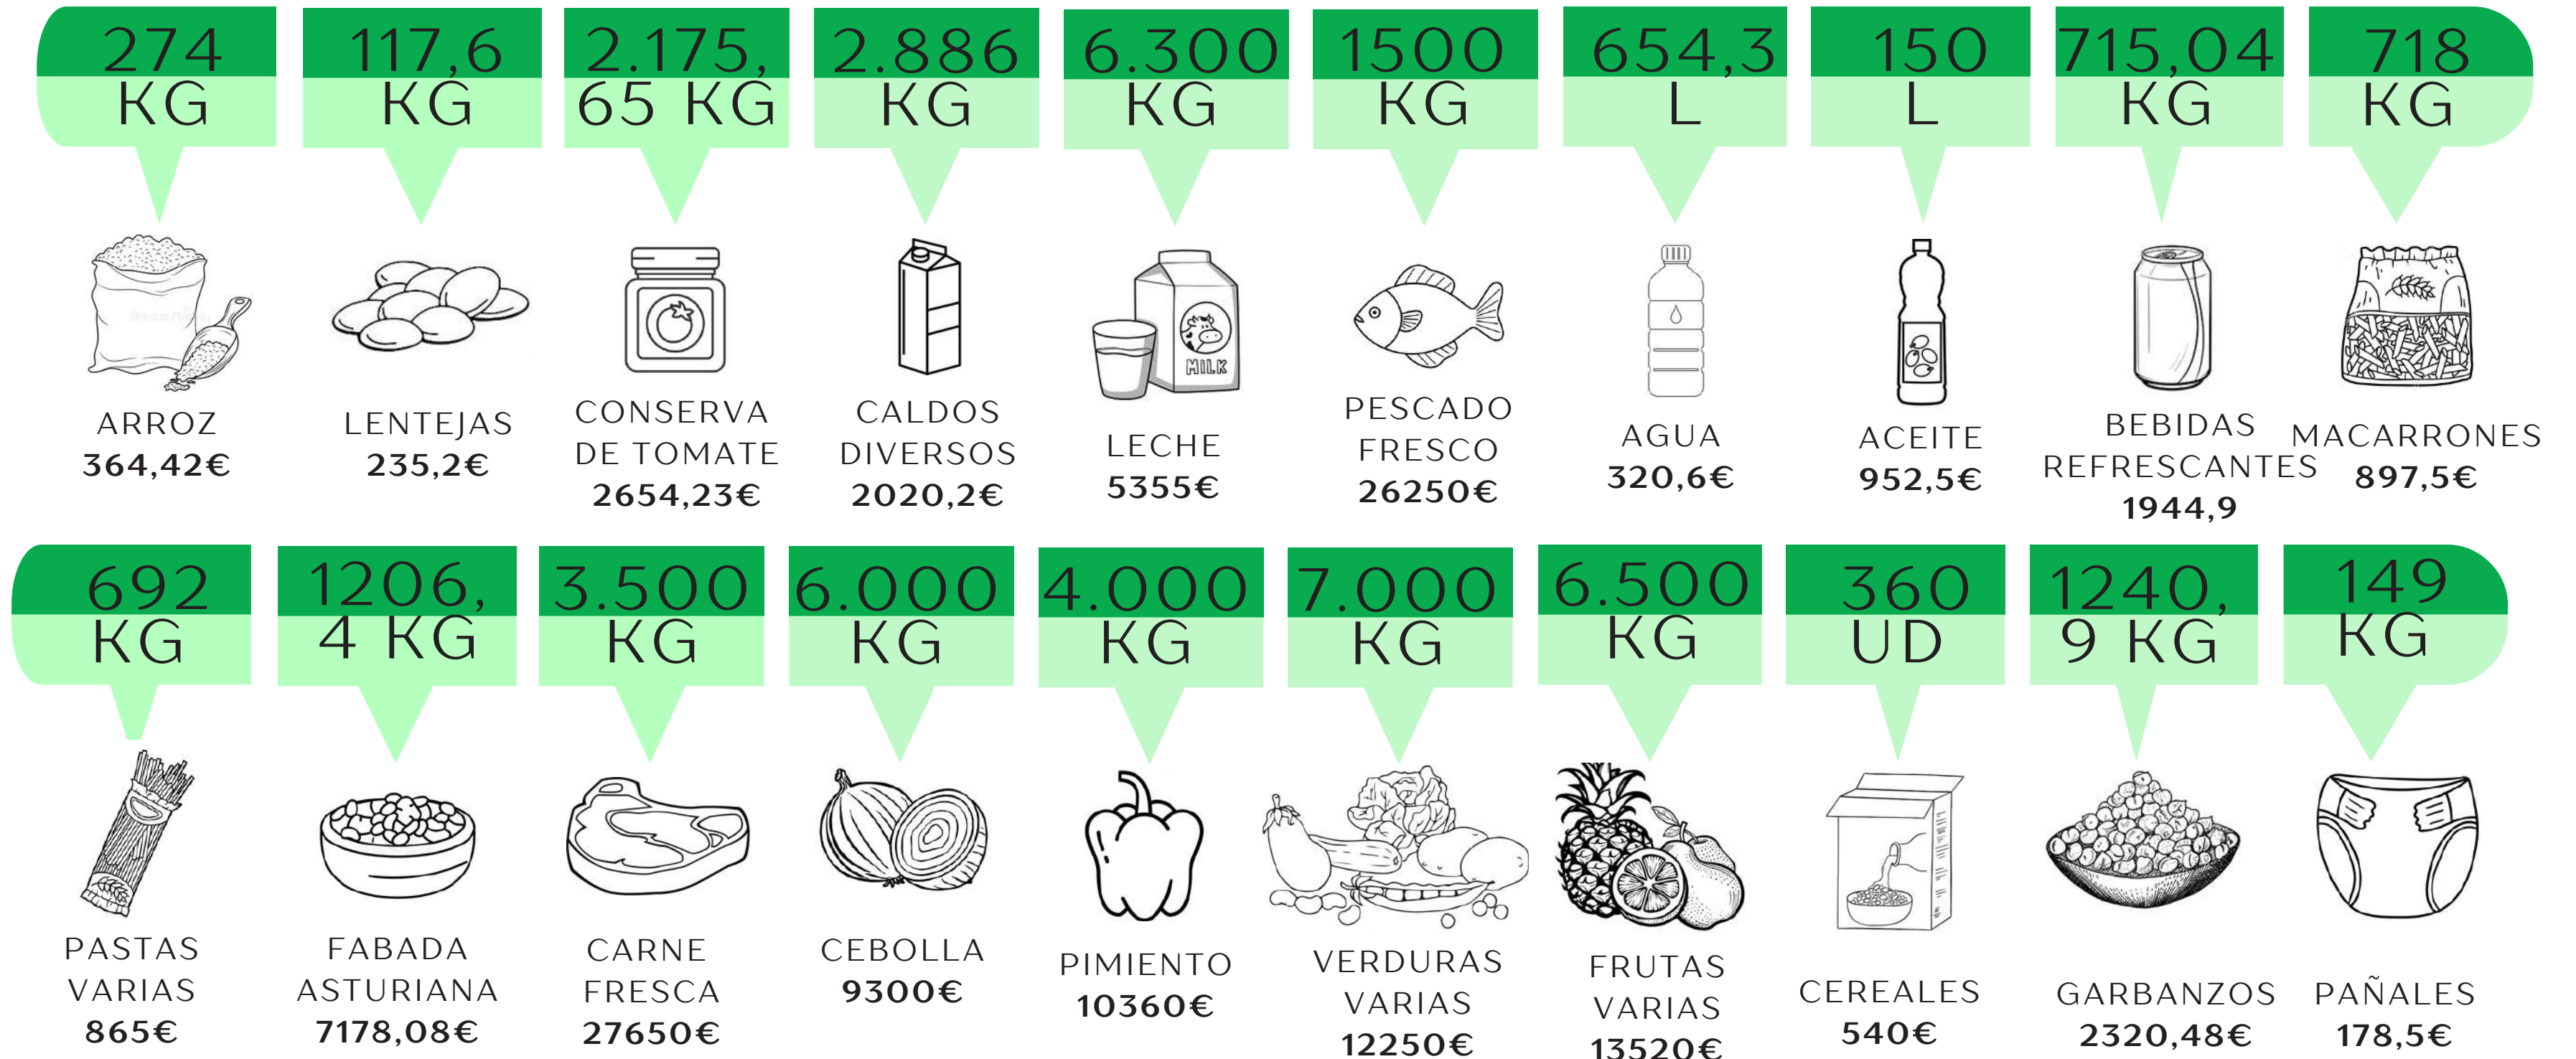 274
KG
117,6
KG
2.175,
65 KG
2.886
KG
6.300
KG
1500
KG
654,3
L
150
L
715,04
KG
718
KG
MILK
ARROZ
364,42€
LENTEJAS
235,2€
CONSERVA
DE TOMATE
2654,23€
CALDOS
DIVERSOS
2020,2€
LECHE
5355€
PESCADO
FRESCO
26250€
AGUA
320,6€
ACEITE
952,5€
BEBIDAS
REFRESCANTES
1944,9
MACARRONES
897,5€
692
KG
1206,
4 KG
3.500
KG
6.000
KG
4.000
KG
7.000
KG
6.500
KG
360
UD
1240,
9 KG
149
KG
PASTAS
VARIAS
865€
FABADA
ASTURIANA
7178,08€
CARNE
FRESCA
27650€
CEBOLLA
9300€
PIMIENTO
10360€
VERDURAS
VARIAS
12250€
FRUTAS
VARIAS
13520€
CEREALES
540€
GARBANZOS
2320,48€
PAÑALES
178,5€